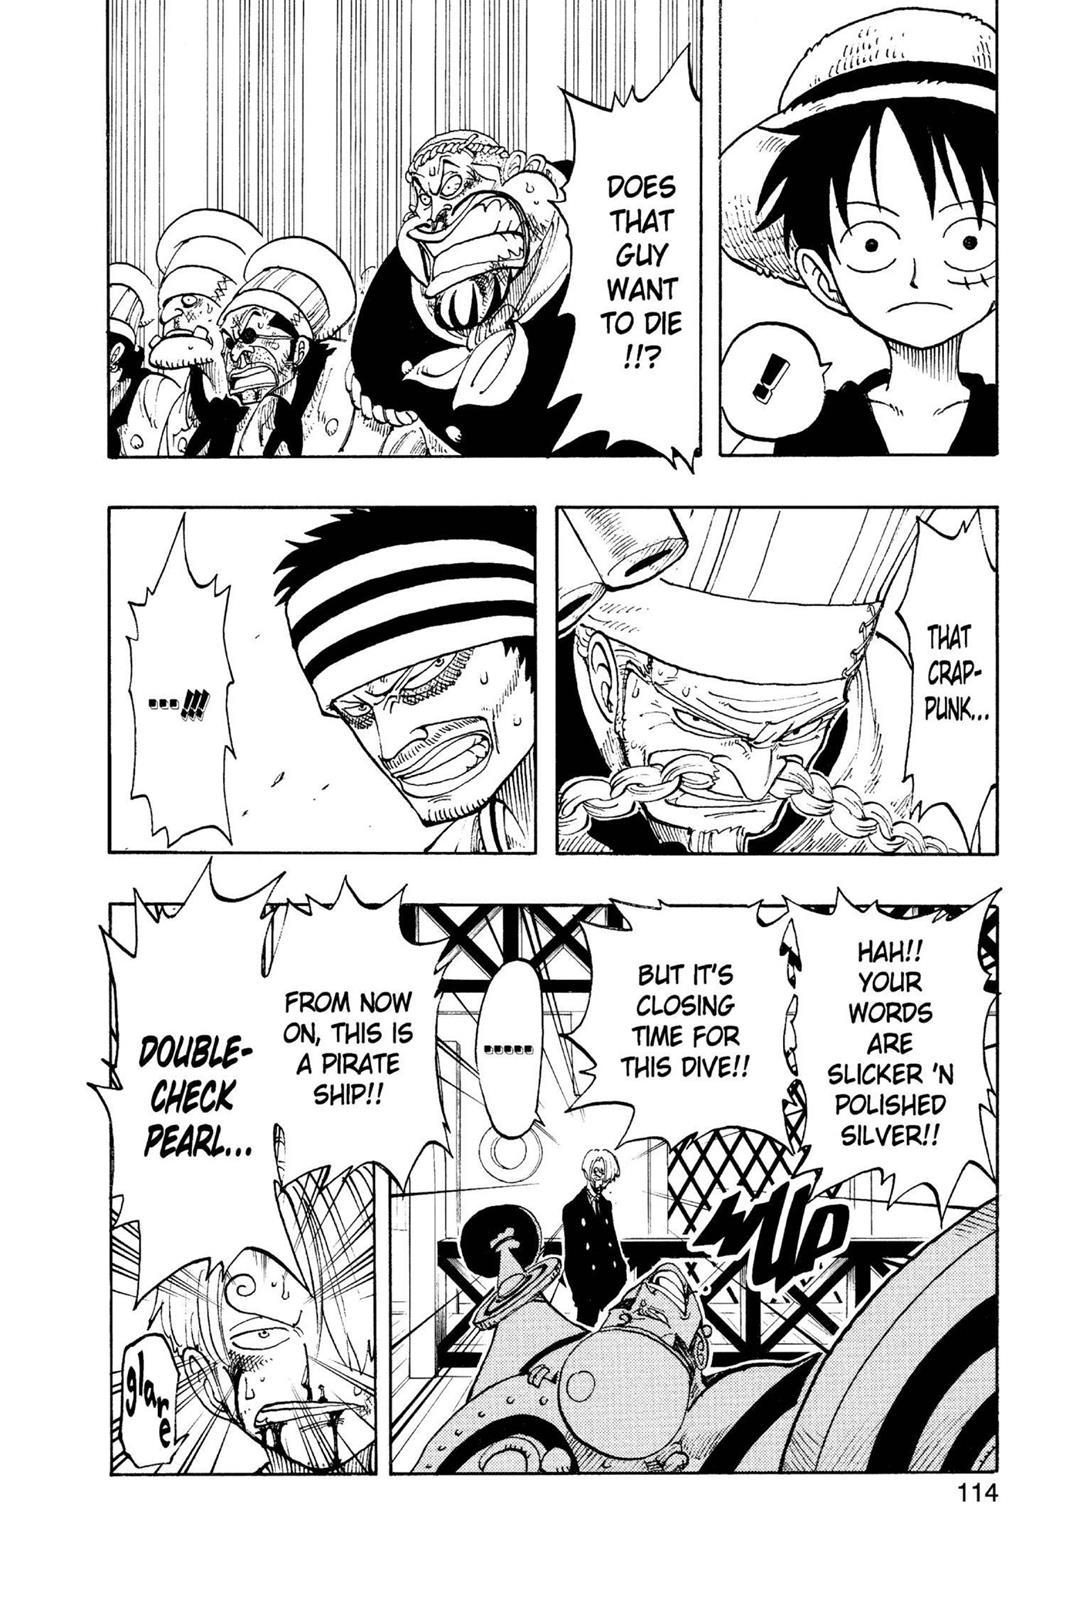 !
DOES
THAT
GUY
WANT
TO DIE
!!?
THAT
CRAP-
PUNK...
...!!!
HAH!!
YOUR
WORDS
ARE
SLICKER 'N
POLISHED
SILVER!!
BUT IT'S
CLOSING
TIME FOR
THIS DIVE!!
.....
WUP
FROM NOW
ON, THIS IS
A PIRATE
SHIP!!
DOUBLE-
CHECK
PEARL...
glare
114